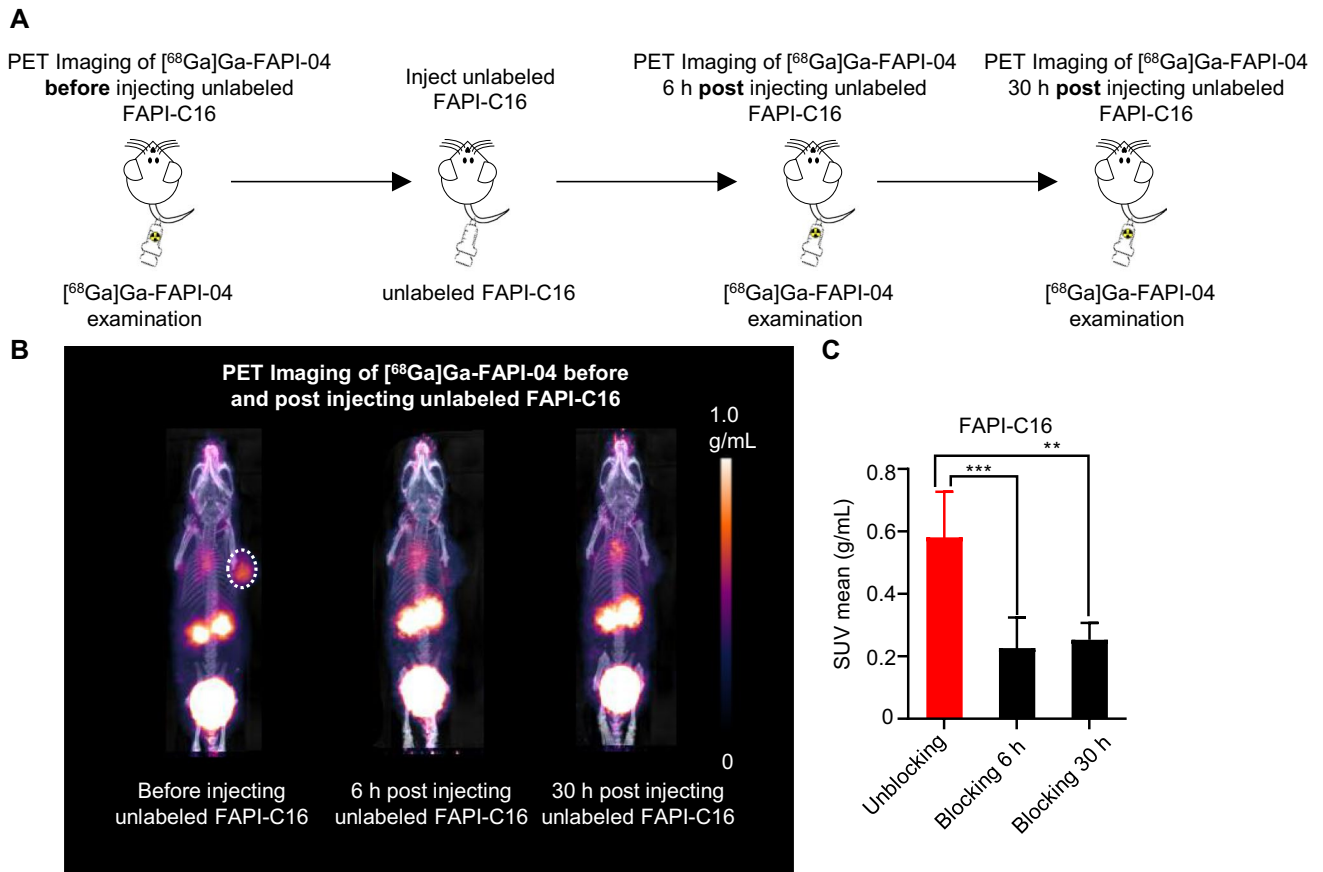 A
PET Imaging of [⁶⁸Ga]Ga-FAPI-04
before injecting unlabeled
FAPI-C16
Inject unlabeled
FAPI-C16
PET Imaging of [⁶⁸Ga]Ga-FAPI-04
6 h post injecting unlabeled
FAPI-C16
PET Imaging of [⁶⁸Ga]Ga-FAPI-04
30 h post injecting unlabeled
FAPI-C16
[⁶⁸Ga]Ga-FAPI-04
examination
unlabeled FAPI-C16
[⁶⁸Ga]Ga-FAPI-04
examination
[⁶⁸Ga]Ga-FAPI-04
examination
B
PET Imaging of [⁶⁸Ga]Ga-FAPI-04 before
and post injecting unlabeled FAPI-C16
1.0
g/mL
0
Before injecting
unlabeled FAPI-C16
6 h post injecting
unlabeled FAPI-C16
30 h post injecting
unlabeled FAPI-C16
C
FAPI-C16
**
***
SUV mean (g/mL)
0.8
0.6
0.4
0.2
0
Unblocking
Blocking 6 h
Blocking 30 h